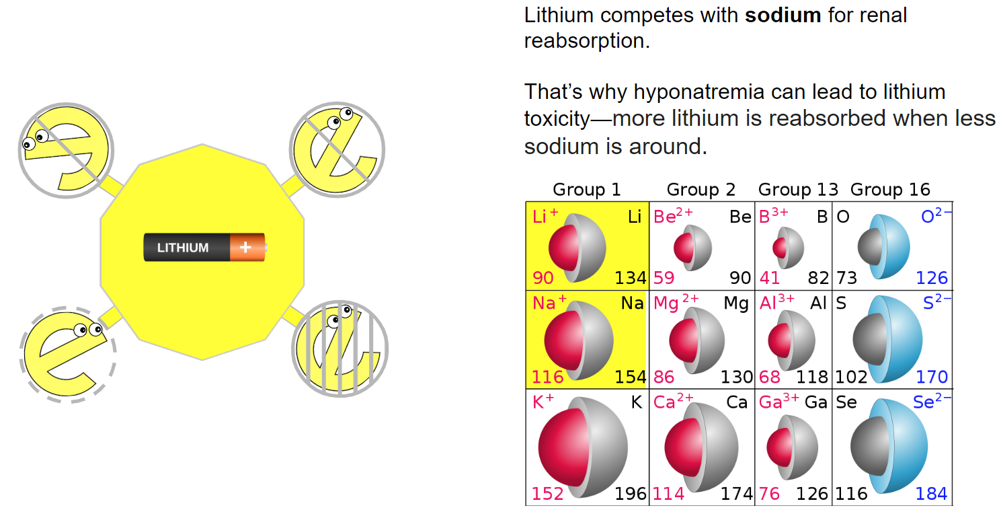 Lithium competes with sodium for renal
reabsorption.
That’s why hyponatremia can lead to lithium
toxicity—more lithium is reabsorbed when less
sodium is around.
e
e
LITHIUM +
e
e
Group 1 Group 2 Group 13 Group 16
Li⁺ Li Be²⁺ Be B³⁺ B O O²⁻
90 134 59 90 41 82 73 126
Na⁺ Na Mg²⁺ Mg Al³⁺ Al S S²⁻
116 154 86 130 68 118 102 170
K⁺ K Ca²⁺ Ca Ga³⁺ Ga Se Se²⁻
152 196 114 174 76 126 116 184